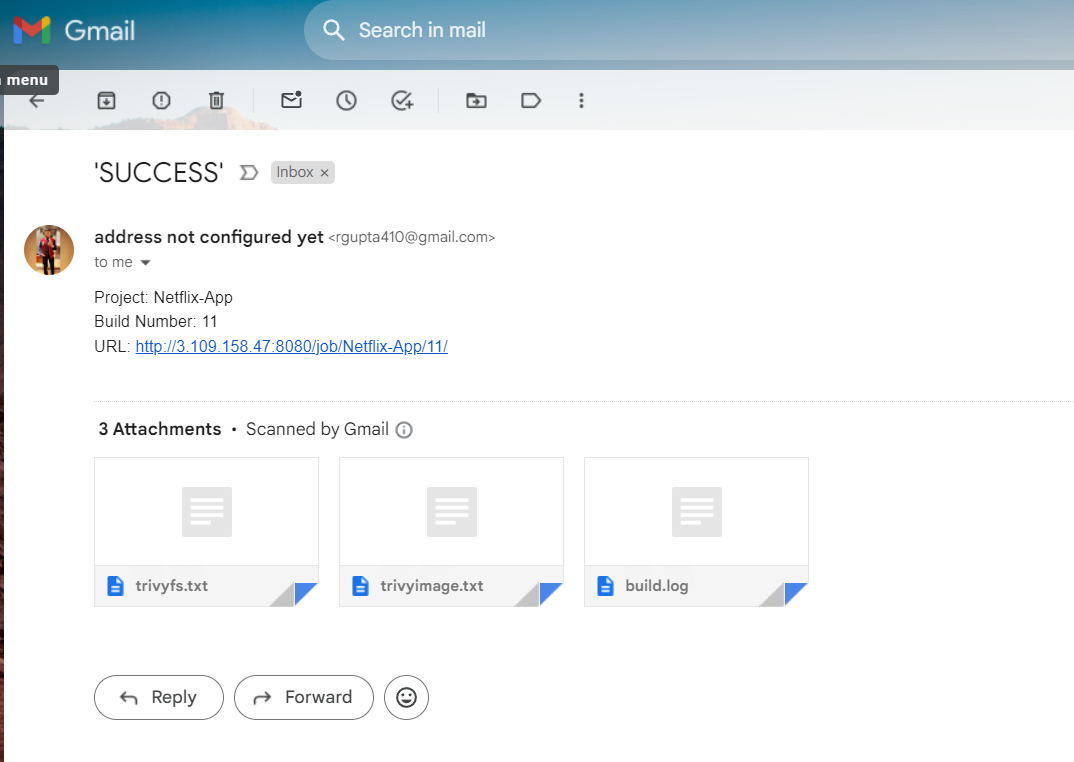 Gmail
Search in mail
menu
'SUCCESS'
Inbox ×
address not configured yet <rgupta410@gmail.com>
to me
Project: Netflix-App
Build Number: 11
URL: http://3.109.158.47:8080/job/Netflix-App/11/
3 Attachments • Scanned by Gmail
trivyfs.txt
trivyimage.txt
build.log
Reply
Forward